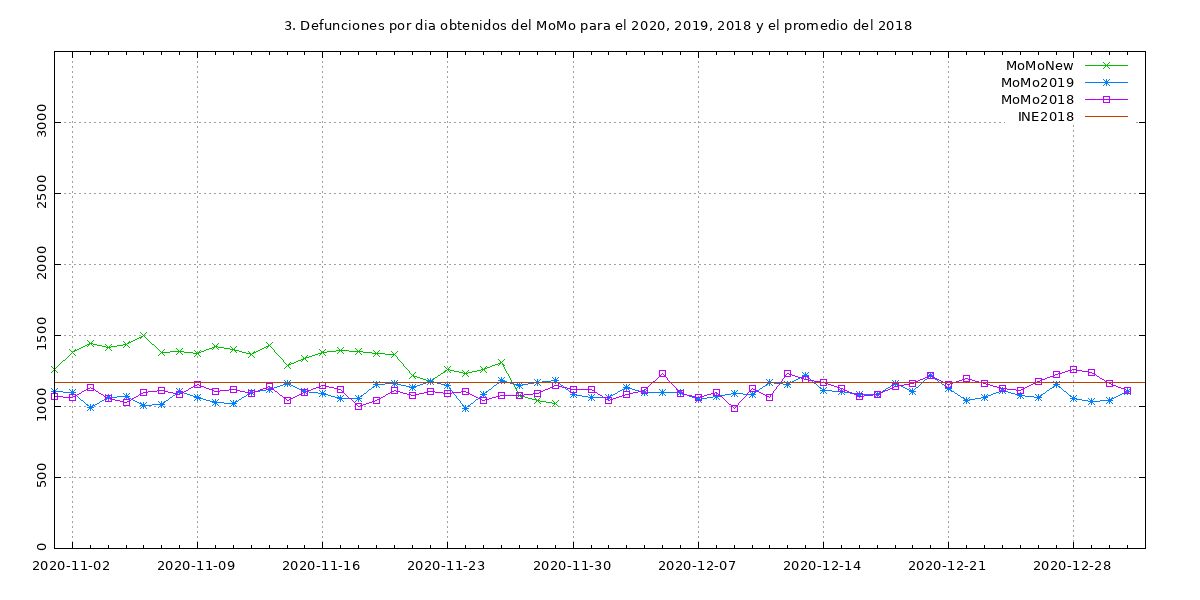 3. Defunciones por dia obtenidos del MoMo para el 2020, 2019, 2018 y el promedio del 2018
MoMoNew
MoMo2019
MoMo2018
INE2018
3000
2500
2000
1500
1000
500
0
2020-11-02 2020-11-09 2020-11-16 2020-11-23 2020-11-30 2020-12-07 2020-12-14 2020-12-21 2020-12-28